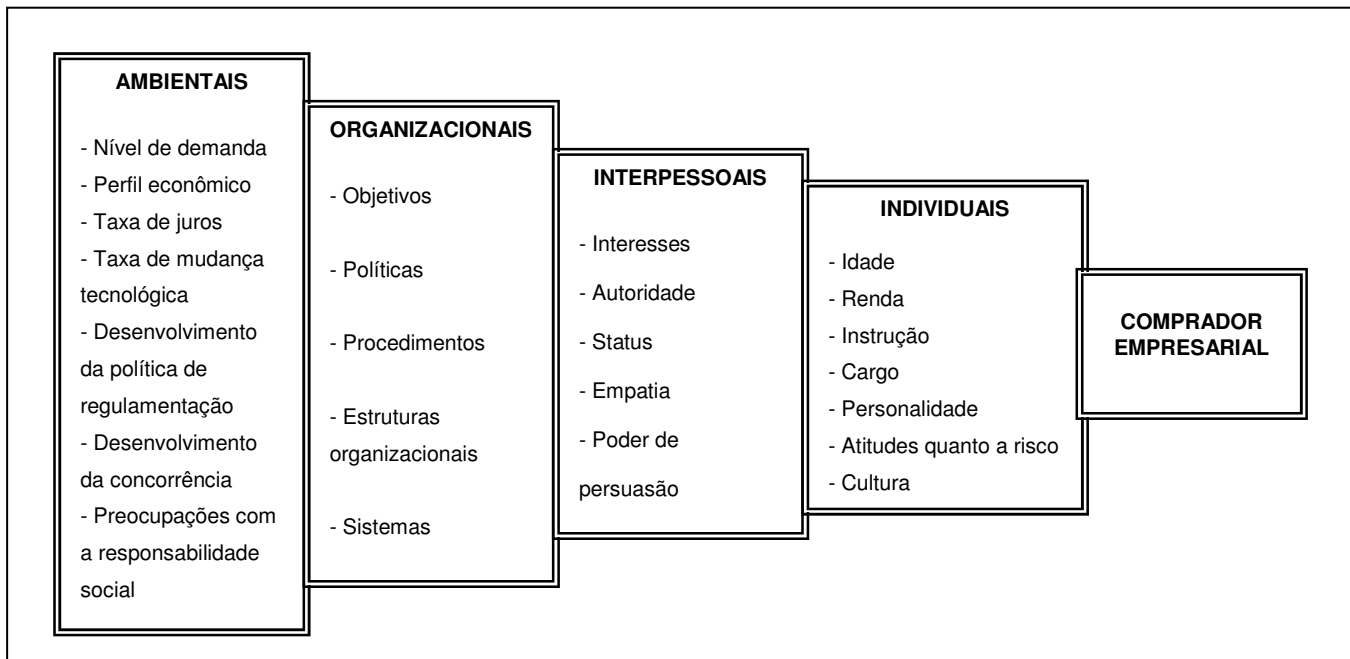 AMBIENTAIS
- Nível de demanda
- Perfil econômico
- Taxa de juros
- Taxa de mudança
tecnológica
- Desenvolvimento
da política de
regulamentação
- Desenvolvimento
da concorrência
- Preocupações com
a responsabilidade
social
ORGANIZACIONAIS
- Objetivos
- Políticas
- Procedimentos
- Estruturas
organizacionais
- Sistemas
INTERPESSOAIS
- Interesses
- Autoridade
- Status
- Empatia
- Poder de
persuasão
INDIVIDUAIS
- Idade
- Renda
- Instrução
- Cargo
- Personalidade
- Atitudes quanto a risco
- Cultura
COMPRADOR
EMPRESARIAL